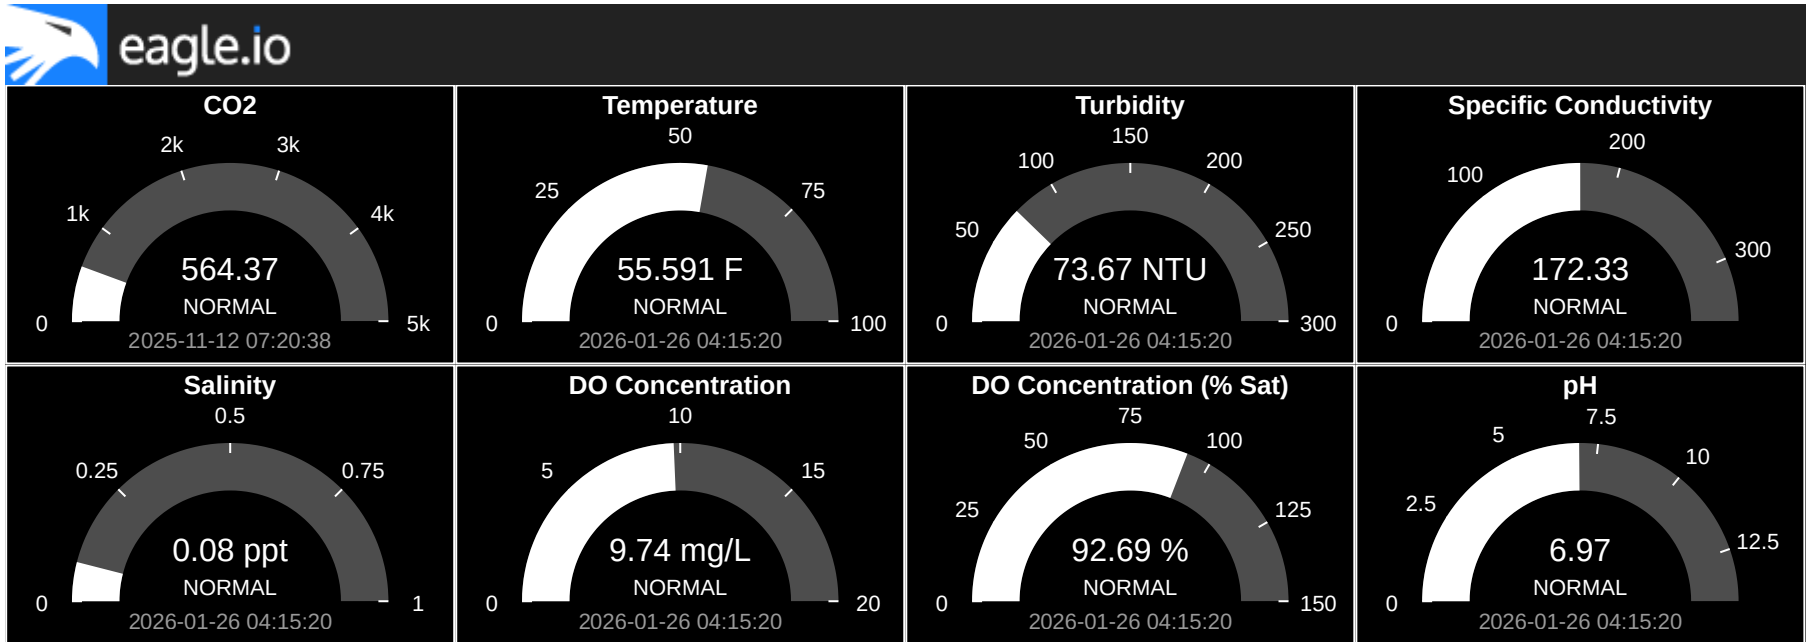 eagle.io
CO2
0
1k
2k
3k
4k
5k
564.37
NORMAL
2025-11-12 07:20:38
Temperature
0
25
50
75
100
55.591 F
NORMAL
2026-01-26 04:15:20
Turbidity
0
50
100
150
200
250
300
73.67 NTU
NORMAL
2026-01-26 04:15:20
Specific Conductivity
0
100
200
300
172.33
NORMAL
2026-01-26 04:15:20
Salinity
0
0.25
0.5
0.75
1
0.08 ppt
NORMAL
2026-01-26 04:15:20
DO Concentration
0
5
10
15
20
9.74 mg/L
NORMAL
2026-01-26 04:15:20
DO Concentration (% Sat)
0
25
50
75
100
125
150
92.69 %
NORMAL
2026-01-26 04:15:20
pH
0
2.5
5
7.5
10
12.5
6.97
NORMAL
2026-01-26 04:15:20